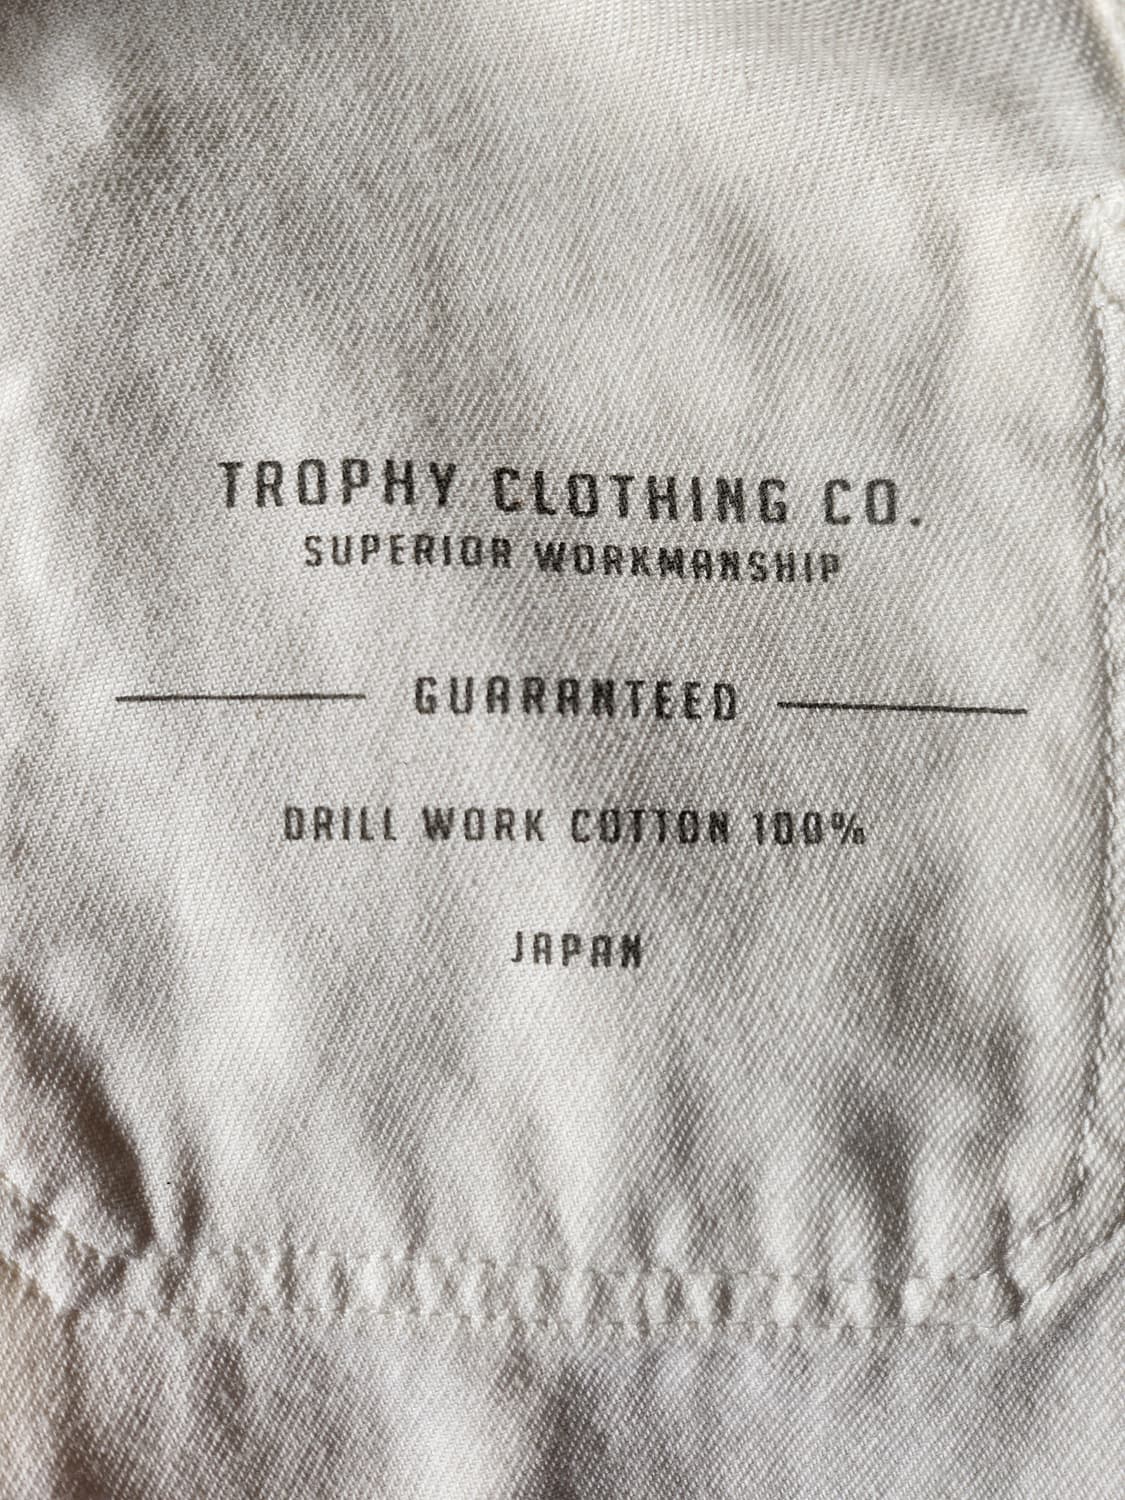 TROPHY CLOTHING CO.
SUPERIOR WORKMANSHIP
GUARANTEED
DRILL WORK COTTON 100%
JAPAN